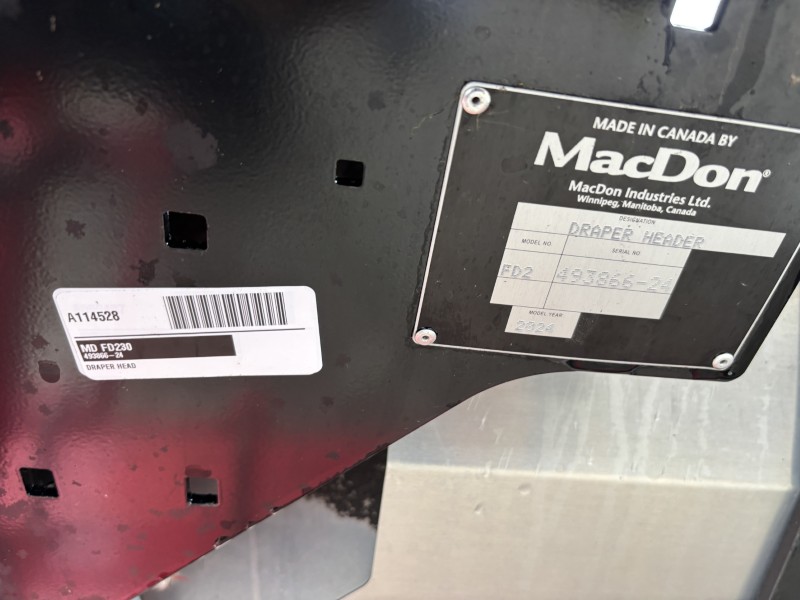 A114528
MD FD230
493866-24
DRAPER HEAD
MADE IN CANADA BY
MacDon®
MacDon Industries Ltd.
Winnipeg, Manitoba, Canada
DESIGNATION
DRAPER HEADER
MODEL NO. SERIAL NO.
FD2 493866-24
MODEL YEAR
2024